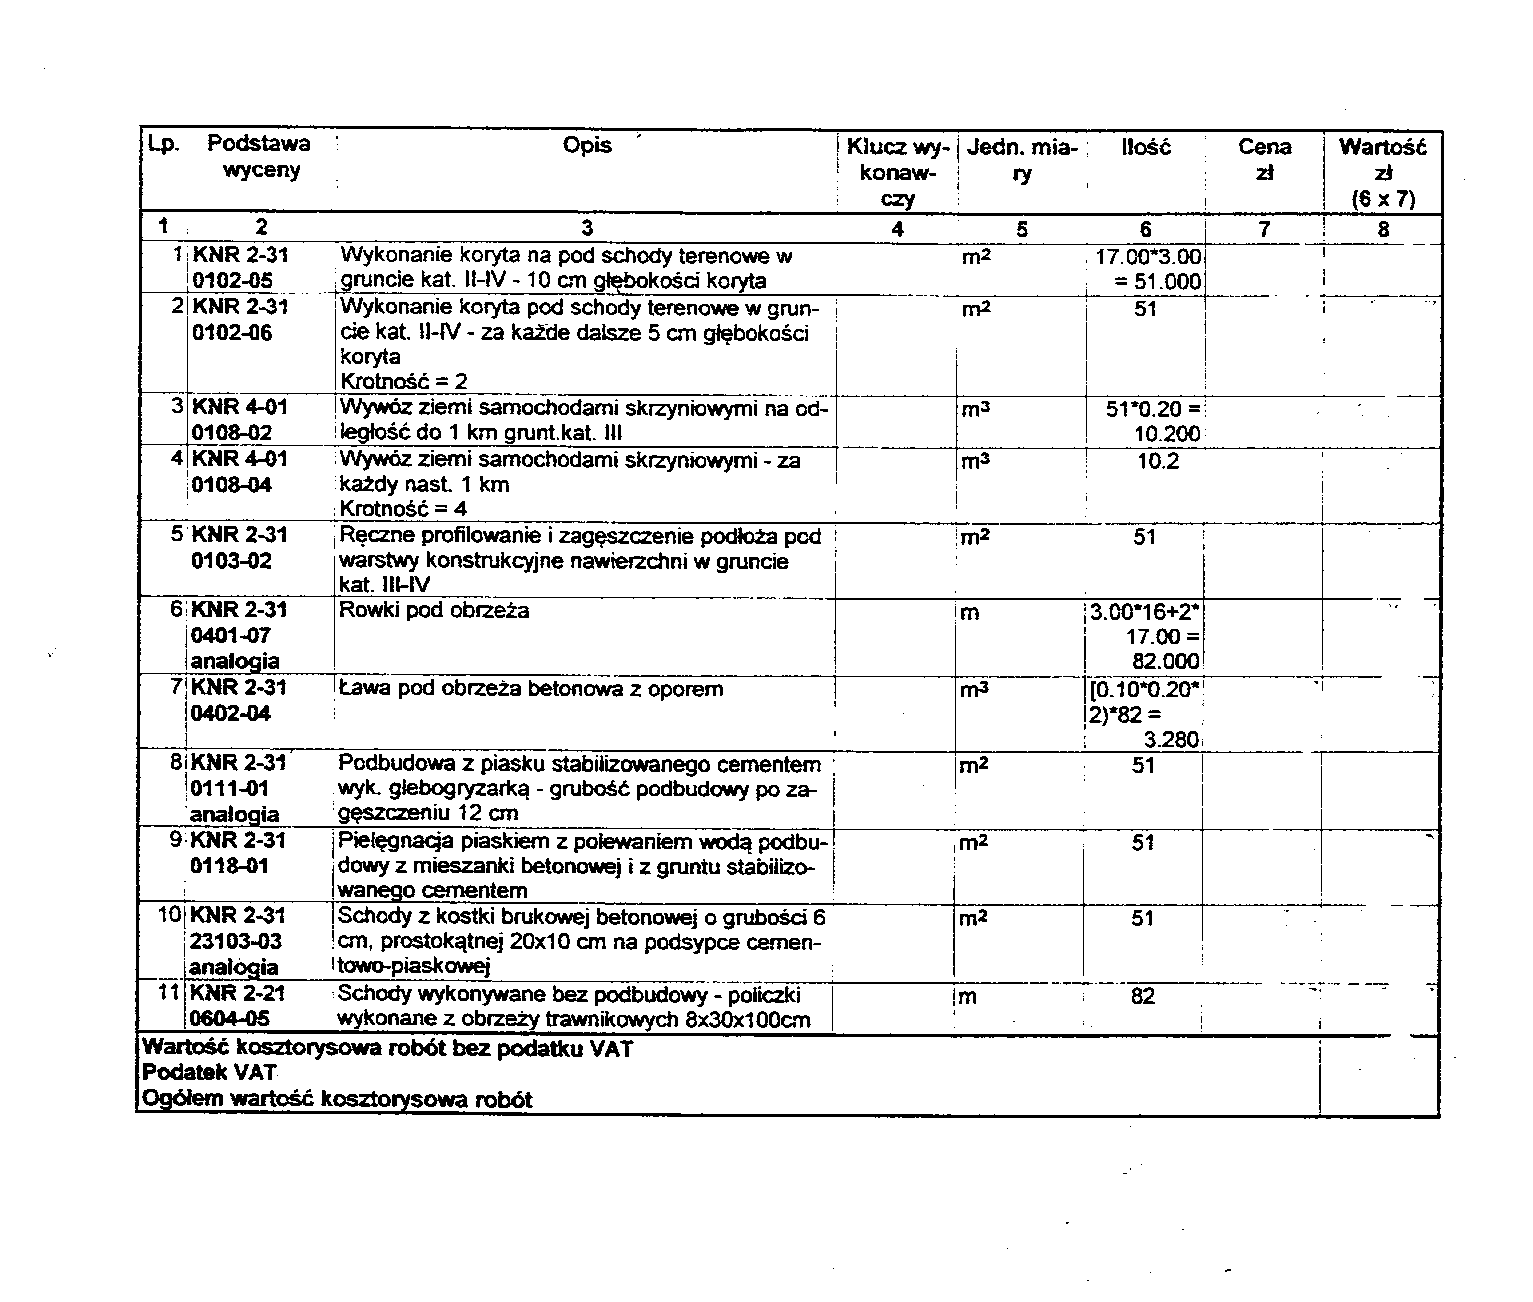 Lp. Podstawa wyceny Opis Klucz wykonawczy Jedn. miary Ilość Cena zł Wartość zł (6 x 7)
1 2 3 4 5 6 7 8
1 KNR 2-31 Wykonanie koryta na pod schody terenowe w m2 17.00*3.00
0102-05 gruncie kat. II-IV - 10 cm głębokości koryta = 51.000
2 KNR 2-31 Wykonanie koryta pod schody terenowe w grun- m2 51
0102-06 cie kat. II-IV - za każde dalsze 5 cm głębokości
koryta
Krotność = 2
3 KNR 4-01 Wywóz ziemi samochodami skrzyniowymi na od- m3 51*0.20 =
0108-02 ległość do 1 km grunt.kat. III 10.200
4 KNR 4-01 Wywóz ziemi samochodami skrzyniowymi - za m3 10.2
0108-04 każdy nast. 1 km
Krotność = 4
5 KNR 2-31 Ręczne profilowanie i zagęszczenie podłoża pod m2 51
0103-02 warstwy konstrukcyjne nawierzchni w gruncie
kat. III-IV
6 KNR 2-31 Rowki pod obrzeża m 3.00*16+2*
0401-07 17.00 =
analogia 82.000
7 KNR 2-31 Ława pod obrzeża betonowa z oporem m3 [0.10*0.20*
0402-04 2)*82 =
3.280
8 KNR 2-31 Podbudowa z piasku stabilizowanego cementem m2 51
0111-01 wyk. glebogryzarką - grubość podbudowy po za-
analogia gęszczeniu 12 cm
9 KNR 2-31 Pielęgnacja piaskiem z polewaniem wodą podbu- m2 51
0118-01 dowy z mieszanki betonowej i z gruntu stabilizo-
wanego cementem
10 KNR 2-31 Schody z kostki brukowej betonowej o grubości 6 m2 51
23103-03 cm, prostokątnej 20x10 cm na podsypce cemen-
analogia towo-piaskowej
11 KNR 2-21 Schody wykonywane bez podbudowy - policzki m 82
0604-05 wykonane z obrzeży trawnikowych 8x30x100cm
Wartość kosztorysowa robót bez podatku VAT
Podatek VAT
Ogółem wartość kosztorysowa robót